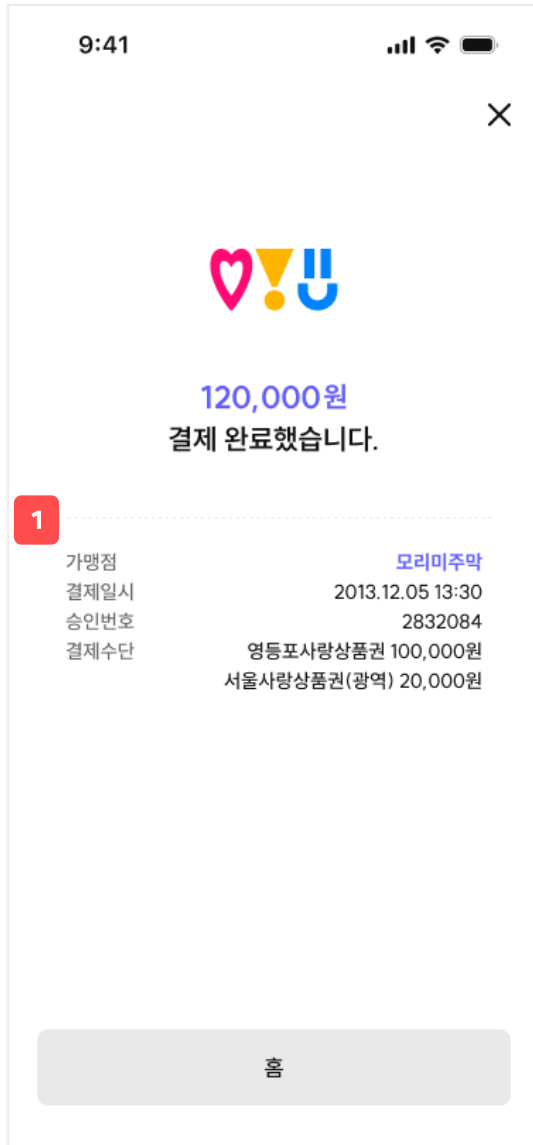 9:41
120,000원
결제 완료했습니다.
1
가맹점 모리미주막
결제일시 2013.12.05 13:30
승인번호 2832084
결제수단 영등포사랑상품권 100,000원
서울사랑상품권(광역) 20,000원
홈